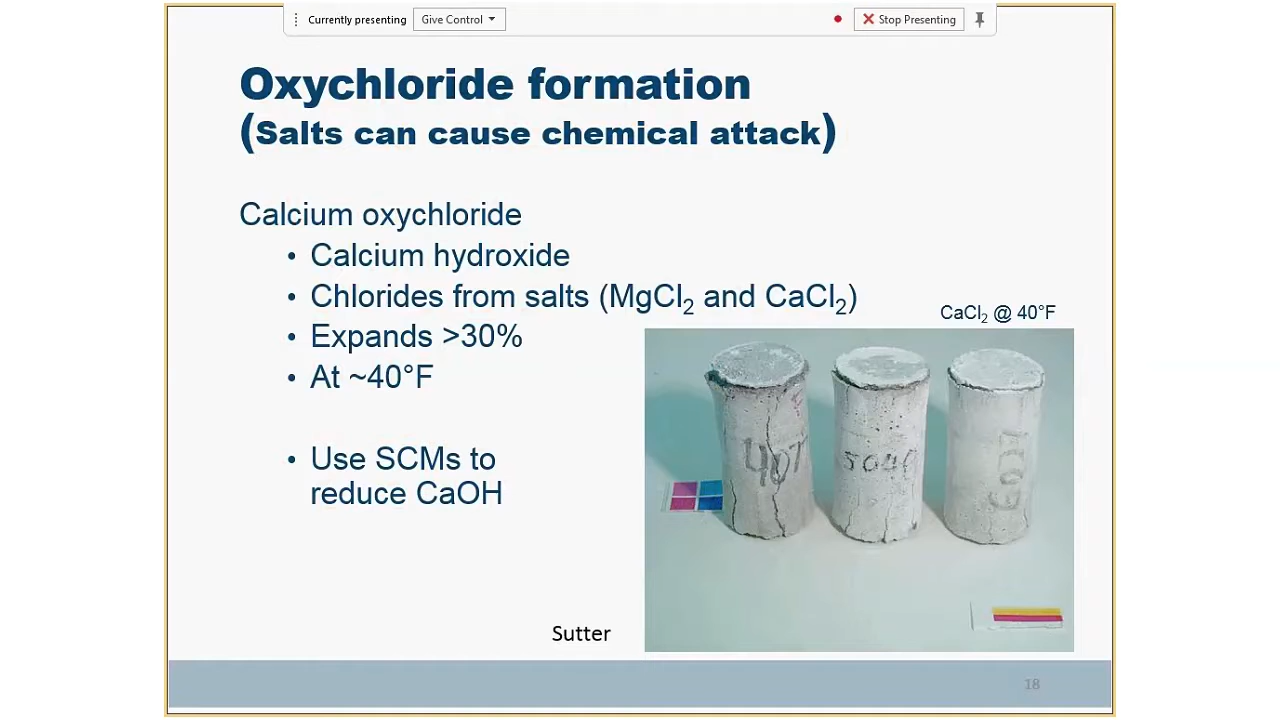 Currently presenting Give Control Stop Presenting
Oxychloride formation
(Salts can cause chemical attack)
Calcium oxychloride
• Calcium hydroxide
• Chlorides from salts (MgCl₂ and CaCl₂)
• Expands >30%
• At ~40°F
• Use SCMs to
reduce CaOH
CaCl₂ @ 40°F
407
Sutter
18